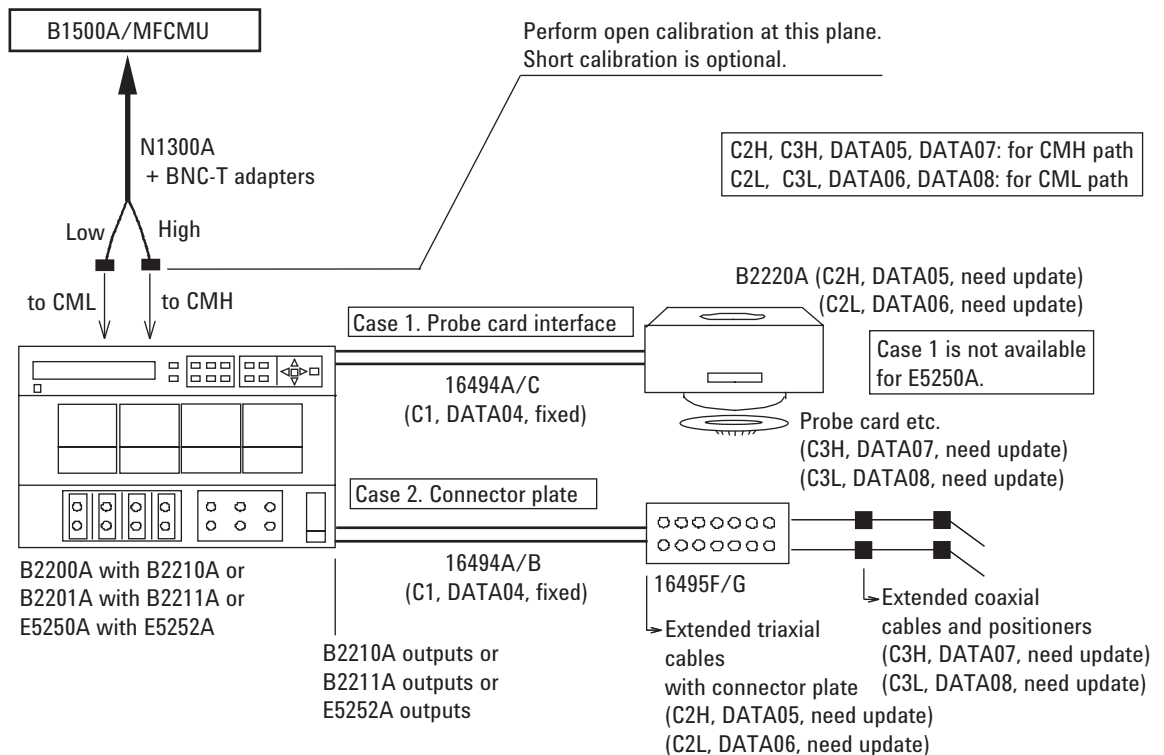 B1500A/MFCMU
Perform open calibration at this plane.
Short calibration is optional.
N1300A
+ BNC-T adapters
C2H, C3H, DATA05, DATA07: for CMH path
C2L, C3L, DATA06, DATA08: for CML path
Low
High
to CML
to CMH
B2220A (C2H, DATA05, need update)
(C2L, DATA06, need update)
Case 1. Probe card interface
Case 1 is not available
for E5250A.
16494A/C
(C1, DATA04, fixed)
Probe card etc.
(C3H, DATA07, need update)
(C3L, DATA08, need update)
Case 2. Connector plate
16494A/B
(C1, DATA04, fixed)
16495F/G
B2200A with B2210A or
B2201A with B2211A or
E5250A with E5252A
B2210A outputs or
B2211A outputs or
E5252A outputs
Extended triaxial
cables
with connector plate
(C2H, DATA05, need update)
(C2L, DATA06, need update)
Extended coaxial
cables and positioners
(C3H, DATA07, need update)
(C3L, DATA08, need update)